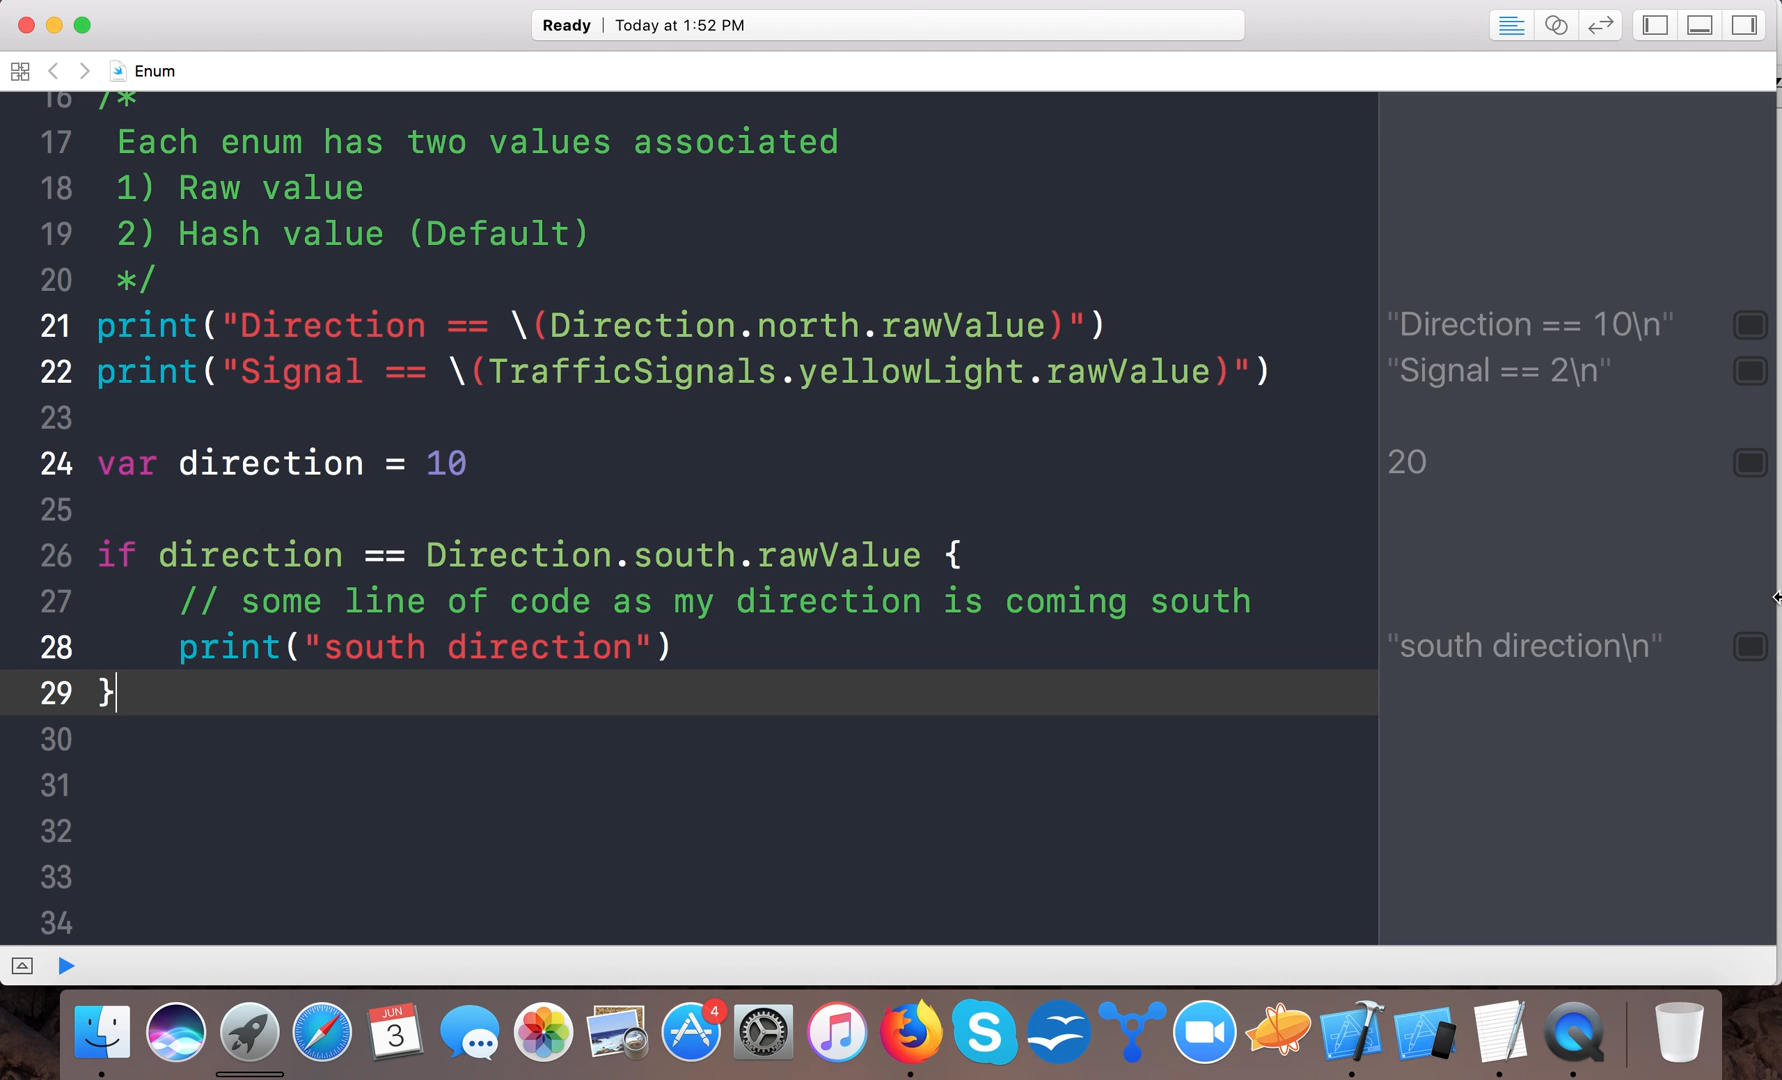 Ready | Today at 1:52 PM
Enum
16 /*
17 Each enum has two values associated
18 1) Raw value
19 2) Hash value (Default)
20 */
21 print("Direction == \(Direction.north.rawValue)") "Direction == 10\n"
22 print("Signal == \(TrafficSignals.yellowLight.rawValue)") "Signal == 2\n"
23
24 var direction = 10 20
25
26 if direction == Direction.south.rawValue {
27 // some line of code as my direction is coming south
28 print("south direction") "south direction\n"
29 }
30
31
32
33
34
JUN
3
4